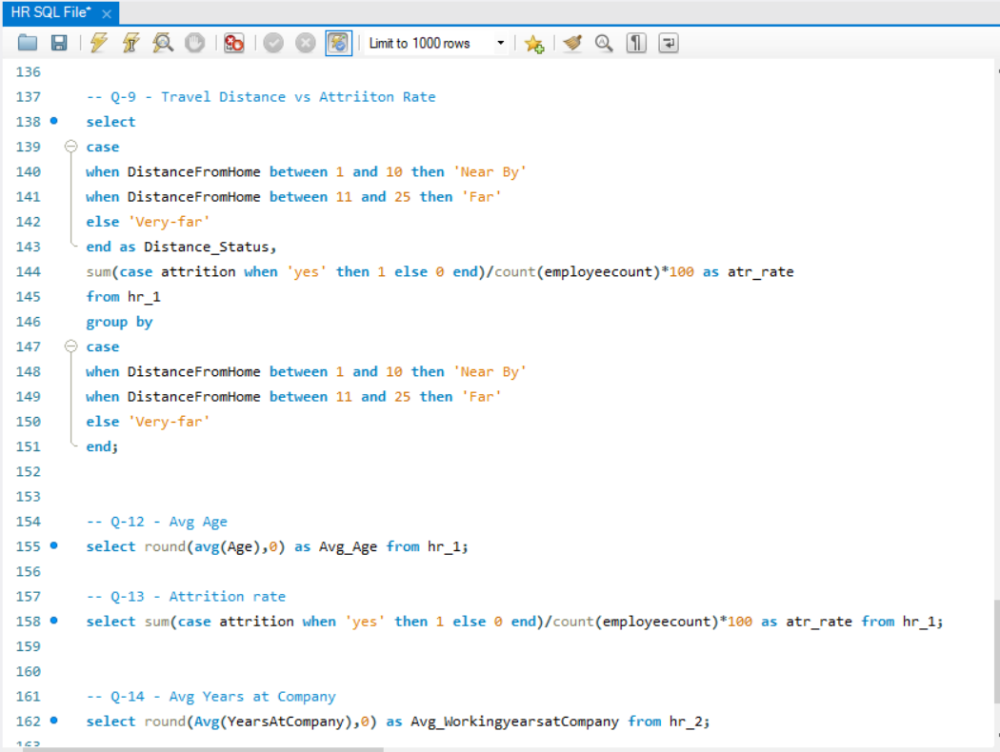 HR SQL File*
Limit to 1000 rows
136
137 -- Q-9 - Travel Distance vs Attriiton Rate
138 select
139 case
140 when DistanceFromHome between 1 and 10 then 'Near By'
141 when DistanceFromHome between 11 and 25 then 'Far'
142 else 'Very-far'
143 end as Distance_Status,
144 sum(case attrition when 'yes' then 1 else 0 end)/count(employeecount)*100 as atr_rate
145 from hr_1
146 group by
147 case
148 when DistanceFromHome between 1 and 10 then 'Near By'
149 when DistanceFromHome between 11 and 25 then 'Far'
150 else 'Very-far'
151 end;
152
153
154 -- Q-12 - Avg Age
155 select round(avg(Age),0) as Avg_Age from hr_1;
156
157 -- Q-13 - Attrition rate
158 select sum(case attrition when 'yes' then 1 else 0 end)/count(employeecount)*100 as atr_rate from hr_1;
159
160
161 -- Q-14 - Avg Years at Company
162 select round(Avg(YearsAtCompany),0) as Avg_WorkingyearsatCompany from hr_2;
163